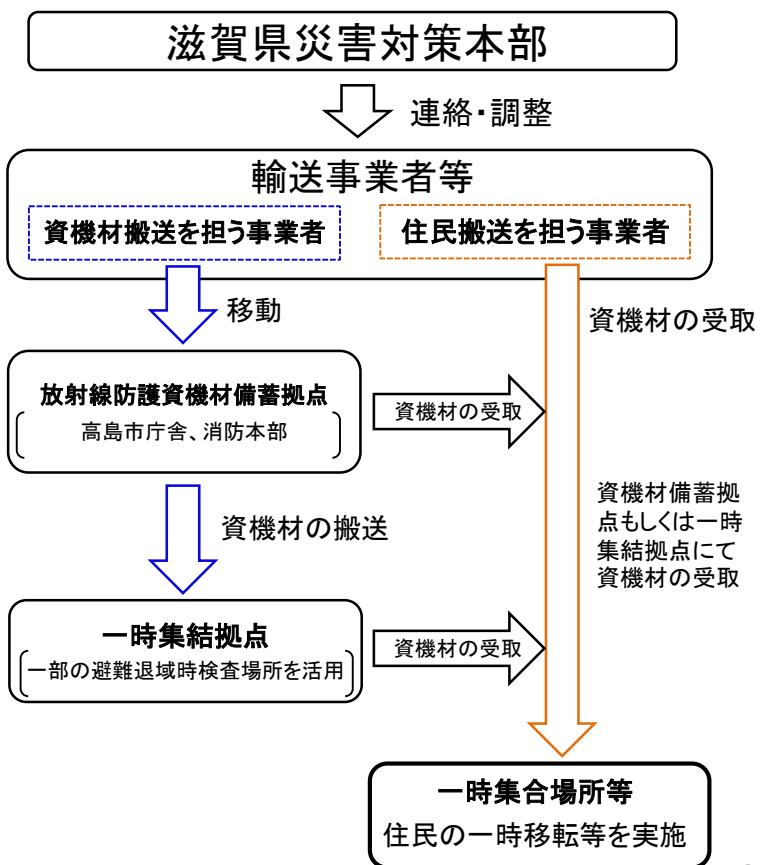 滋賀県災害対策本部
連絡・調整
輸送事業者等
資機材搬送を担う事業者
住民搬送を担う事業者
移動
資機材の受取
放射線防護資機材備蓄拠点
高島市庁舎、消防本部
資機材の受取
資機材の搬送
資機材備蓄拠
点もしくは一時
集結拠点にて
資機材の受取
一時集結拠点
一部の避難退域時検査場所を活用
資機材の受取
一時集合場所等
住民の一時移転等を実施